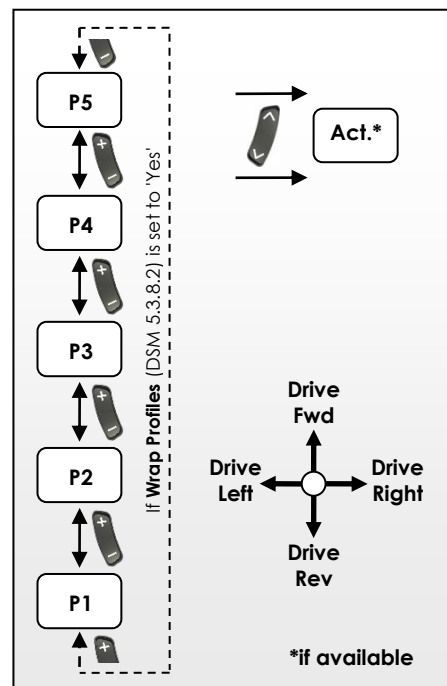 P5
P4
P3
P2
P1
If Wrap Profiles (DSM 5.3.8.2) is set to 'Yes'
Act.*
Drive
Fwd
Drive
Left
Drive
Right
Drive
Rev
*if available